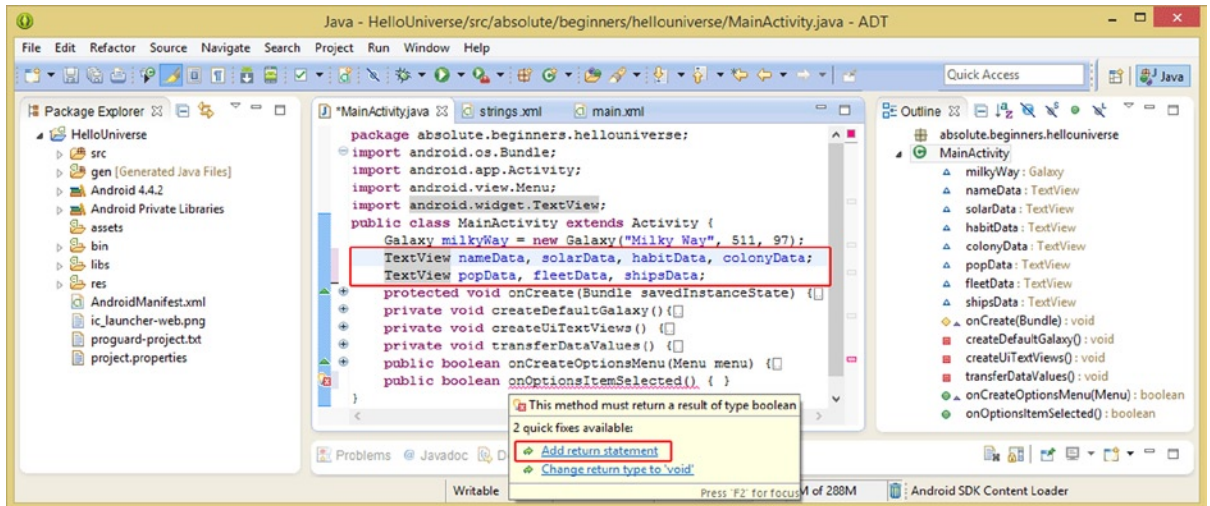 Java - HelloUniverse/src/absolute/beginners/hellouniverse/MainActivity.java - ADT
File Edit Refactor Source Navigate Search Project Run Window Help
Quick Access
Java
Package Explorer
HelloUniverse
src
gen [Generated Java Files]
Android 4.4.2
Android Private Libraries
assets
bin
libs
res
AndroidManifest.xml
ic_launcher-web.png
proguard-project.txt
project.properties
*MainActivity.java
strings.xml
main.xml
package absolute.beginners.hellouniverse;
import android.os.Bundle;
import android.app.Activity;
import android.view.Menu;
import android.widget.TextView;
public class MainActivity extends Activity {
Galaxy milkyWay = new Galaxy("Milky Way", 511, 97);
TextView nameData, solarData, habitData, colonyData;
TextView popData, fleetData, shipsData;
protected void onCreate(Bundle savedInstanceState) {
private void createDefaultGalaxy(){
private void createUiTextViews() {
private void transferDataValues() {
public boolean onCreateOptionsMenu(Menu menu) {
public boolean onOptionsItemSelected() { }
}
This method must return a result of type boolean
2 quick fixes available:
Add return statement
Change return type to 'void'
Press 'F2' for focus
Outline
absolute.beginners.hellouniverse
MainActivity
milkyWay : Galaxy
nameData : TextView
solarData : TextView
habitData : TextView
colonyData : TextView
popData : TextView
fleetData : TextView
shipsData : TextView
onCreate(Bundle) : void
createDefaultGalaxy() : void
createUiTextViews() : void
transferDataValues() : void
onCreateOptionsMenu(Menu) : boolean
onOptionsItemSelected() : boolean
Problems @ Javadoc D
Writable
M of 288M
Android SDK Content Loader